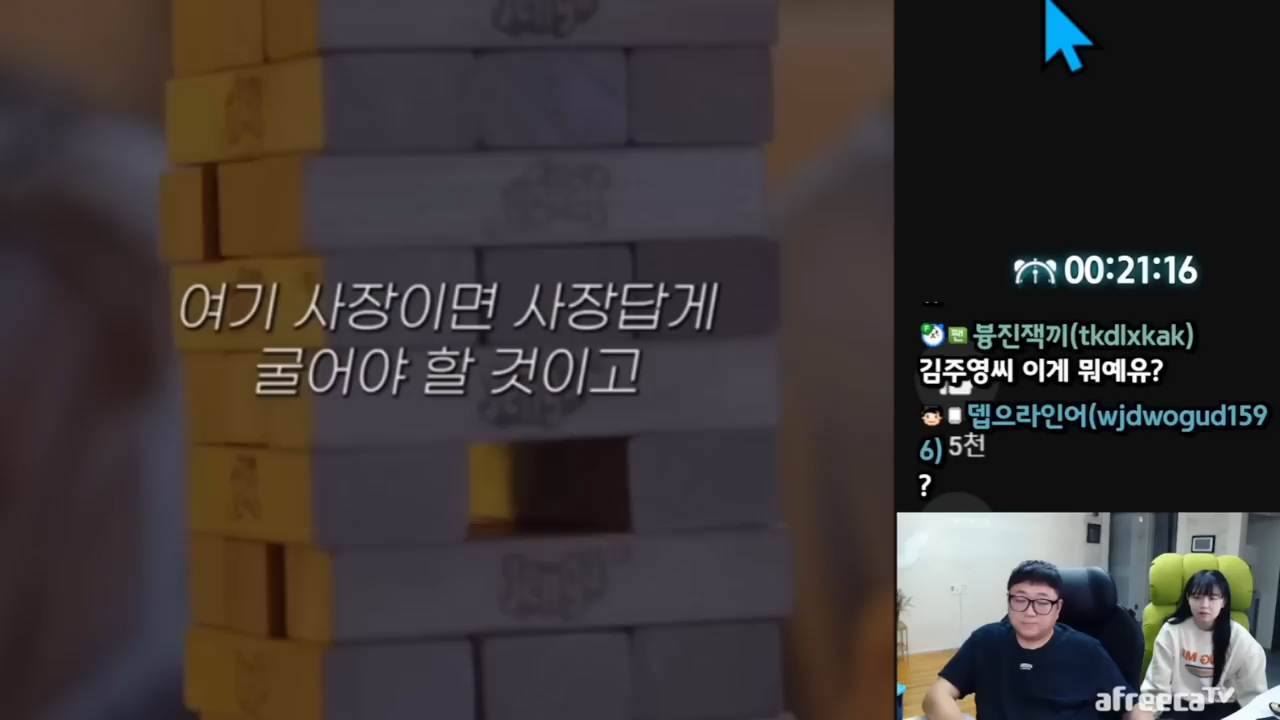 여기 사장이면 사장답게
굴어야 할 것이고
00:21:16
팬 븅진잭끼(tkdlxkak)
김주영씨 이게 뭐예유?
뎁으라인어(wjdwogud159
6) 5천
?
afreecaTV